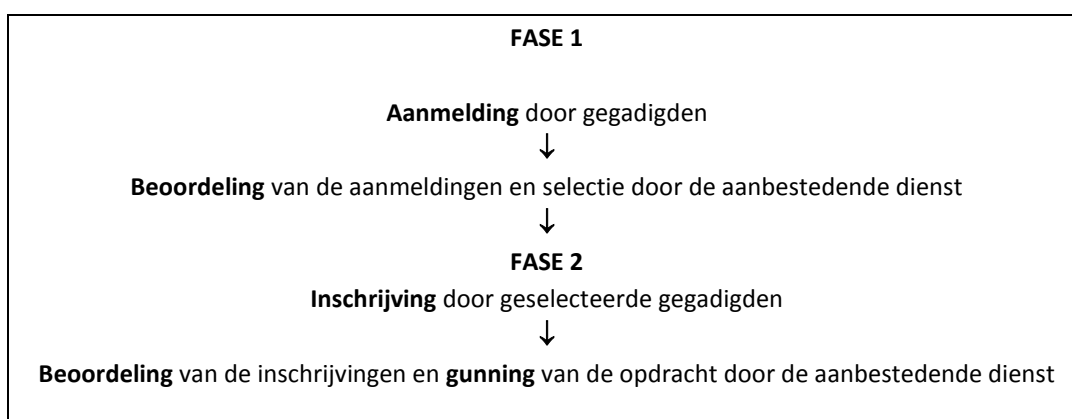 FASE 1
Aanmelding door gegadigden
↓
Beoordeling van de aanmeldingen en selectie door de aanbestedende dienst
↓
FASE 2
Inschrijving door geselecteerde gegadigden
↓
Beoordeling van de inschrijvingen en gunning van de opdracht door de aanbestedende dienst